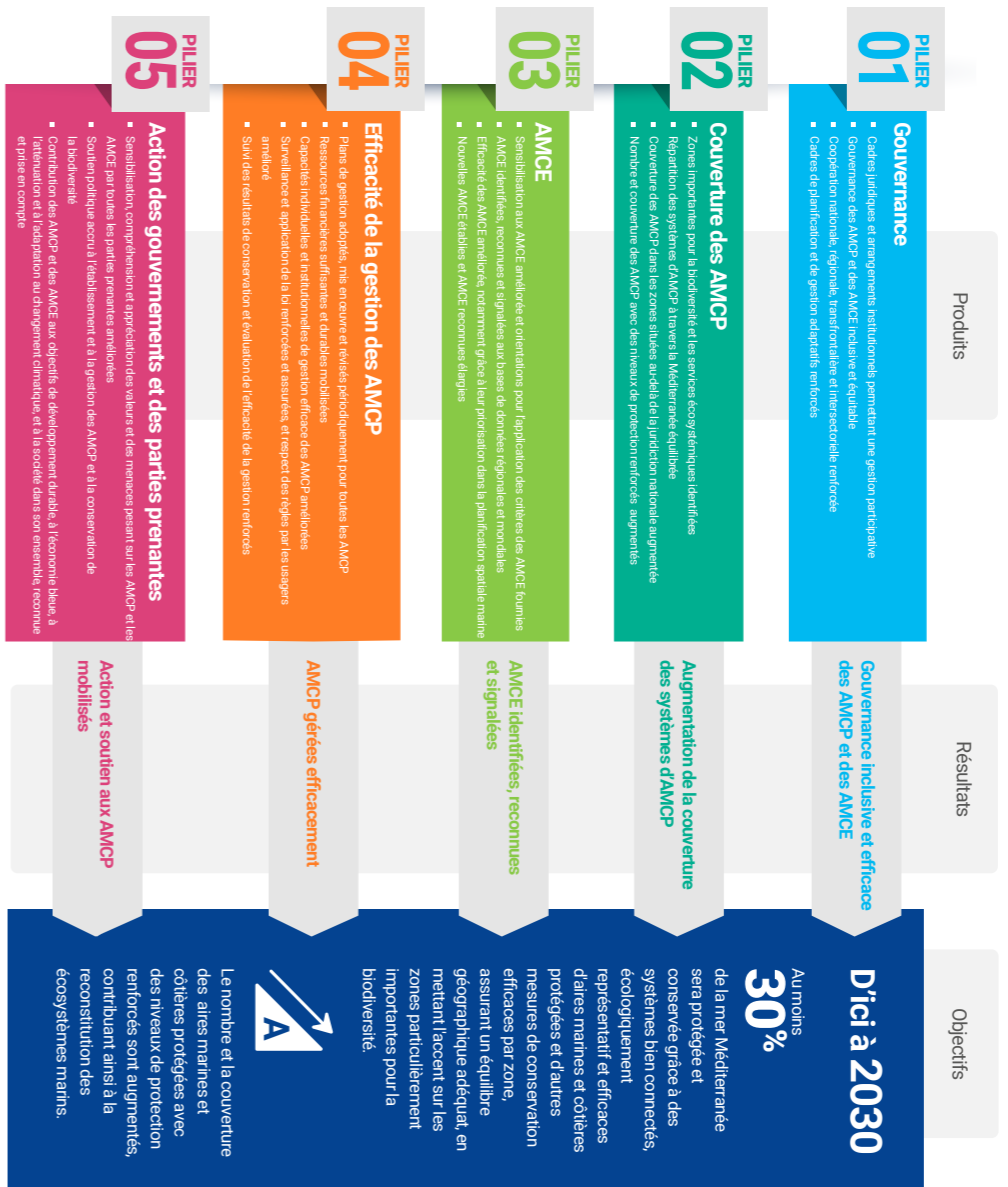 Produits
Résultats
Objectifs
PILIER
01
Gouvernance
▪ Cadres juridiques et arrangements institutionnels permettant une gestion participative
▪ Gouvernance des AMCP et des AMCE inclusive et équitable
▪ Coopération nationale, régionale, transfrontalière et intersectorielle renforcée
▪ Cadres de planification et de gestion adaptatifs renforcés
Gouvernance inclusive et efficace
des AMCP et des AMCE
PILIER
02
Couverture des AMCP
▪ Zones importantes pour la biodiversité et les services écosystémiques identifiées
▪ Répartition des systèmes d'AMCP à travers la Méditerranée équilibrée
▪ Couverture des AMCP dans les zones situées au-delà de la juridiction nationale augmentée
▪ Nombre et couverture des AMCP avec des niveaux de protection renforcés augmentés
Augmentation de la couverture
des systèmes d'AMCP
PILIER
03
AMCE
▪ Sensibilisation aux AMCE améliorée et orientations pour l'application des critères des AMCE fournies
▪ AMCE identifiées, reconnues et signalées aux bases de données régionales et mondiales
▪ Efficacité des AMCE améliorée, notamment grâce à leur priorisation dans la planification spatiale marine
▪ Nouvelles AMCE établies et AMCE reconnues élargies
AMCE identifiées, reconnues
et signalées
PILIER
04
Efficacité de la gestion des AMCP
▪ Plans de gestion adoptés, mis en œuvre et révisés périodiquement pour toutes les AMCP
▪ Ressources financières suffisantes et durables mobilisées
▪ Capacités individuelles et institutionnelles de gestion efficace des AMCP améliorées
▪ Surveillance et application de la loi renforcées et assurées, et respect des règles par les usagers
amélioré
▪ Suivi des résultats de conservation et évaluation de l'efficacité de la gestion renforcés
AMCP gérées efficacement
PILIER
05
Action des gouvernements et des parties prenantes
▪ Sensibilisation, compréhension et appréciation des valeurs et des menaces pesant sur les AMCP et les
AMCE par toutes les parties prenantes améliorées
▪ Soutien politique accru à l'établissement et à la gestion des AMCP et à la conservation de
la biodiversité
▪ Contribution des AMCP et des AMCE aux objectifs de développement durable, à l'économie bleue, à
l'atténuation et à l'adaptation au changement climatique, et à la société dans son ensemble, reconnue
et prise en compte
Action et soutien aux AMCP
mobilisés
D'ici à 2030
Au moins
30%
de la mer Méditerranée
sera protégée et
conservée grâce à des
systèmes bien connectés,
écologiquement
représentatif et efficaces
d'aires marines et côtières
protégées et d'autres
mesures de conservation
efficaces par zone,
assurant un équilibre
géographique adéquat, en
mettant l'accent sur les
zones particulièrement
importantes pour la
biodiversité.
A
Le nombre et la couverture
des aires marines et
côtières protégées avec
des niveaux de protection
renforcés sont augmentés,
contribuant ainsi à la
reconstitution des
écosystèmes marins.